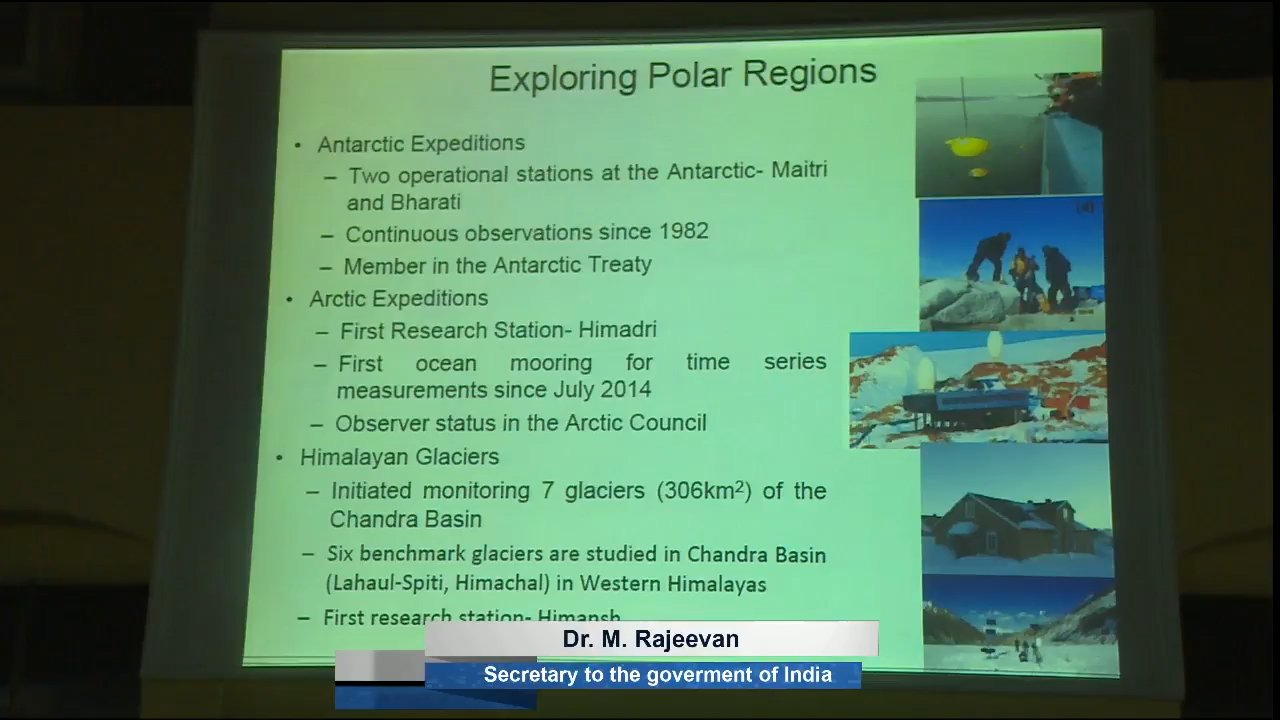 Exploring Polar Regions
• Antarctic Expeditions
– Two operational stations at the Antarctic- Maitri
and Bharati
– Continuous observations since 1982
– Member in the Antarctic Treaty
• Arctic Expeditions
– First Research Station- Himadri
– First ocean mooring for time series
measurements since July 2014
– Observer status in the Arctic Council
• Himalayan Glaciers
– Initiated monitoring 7 glaciers (306km²) of the
Chandra Basin
– Six benchmark glaciers are studied in Chandra Basin
(Lahaul-Spiti, Himachal) in Western Himalayas
– First research station- Himansh
Dr. M. Rajeevan
Secretary to the goverment of India